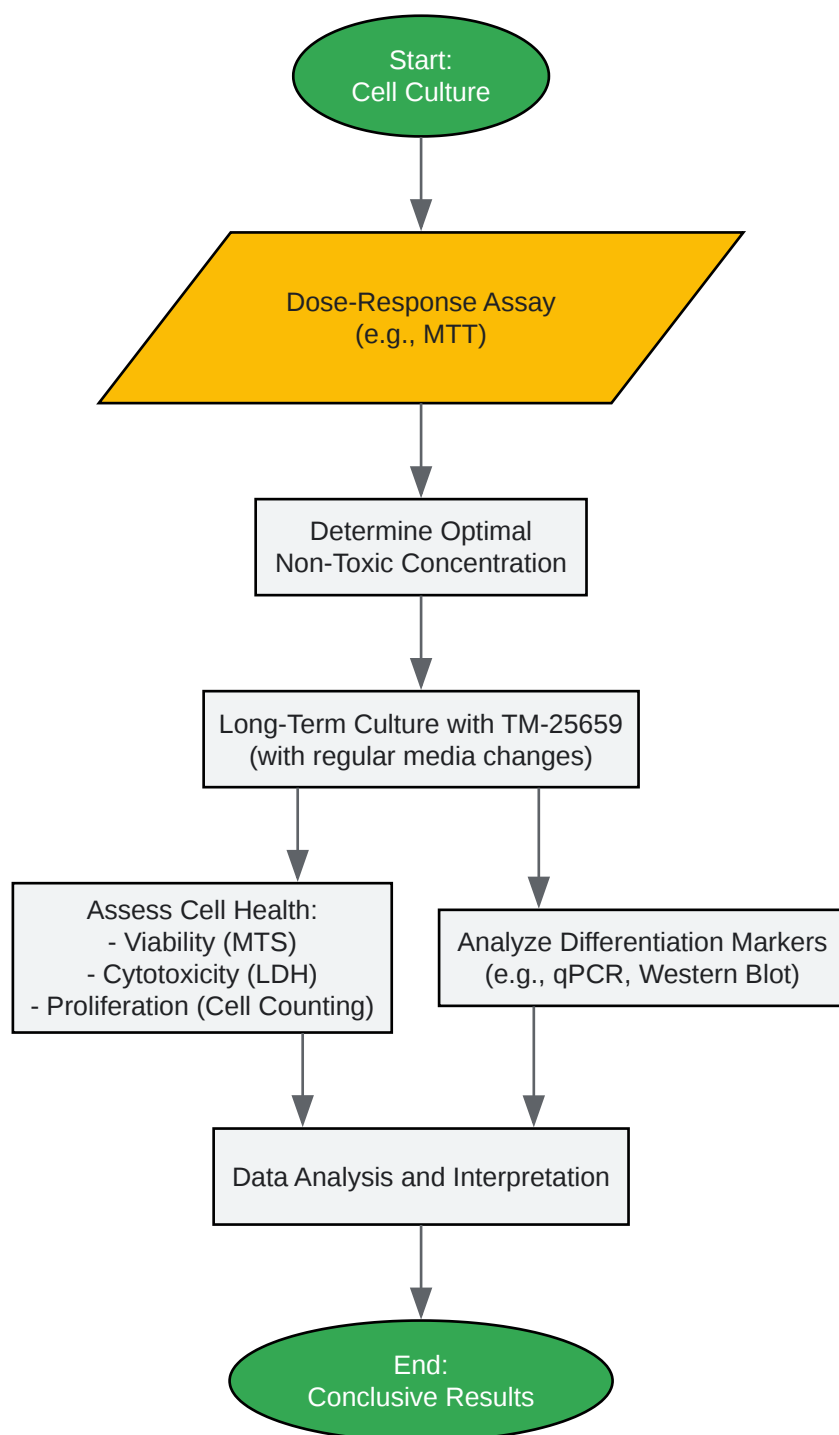 Start:
Cell Culture
Dose-Response Assay
(e.g., MTT)
Determine Optimal
Non-Toxic Concentration
Long-Term Culture with TM-25659
(with regular media changes)
Assess Cell Health:
- Viability (MTS)
- Cytotoxicity (LDH)
- Proliferation (Cell Counting)
Analyze Differentiation Markers
(e.g., qPCR, Western Blot)
Data Analysis and Interpretation
End:
Conclusive Results